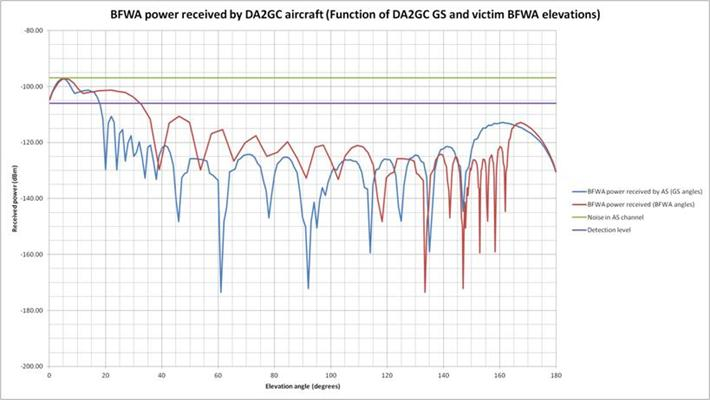 BFWA power received by DA2GC aircraft (Function of DA2GC GS and victim BFWA elevations)
-80.00
-100.00
-120.00
-140.00
-160.00
-180.00
-200.00
Received power (dBm)
0
20
40
60
80
100
120
140
160
180
Elevation angle (degrees)
BFWA power received by AS (GS angles)
BFWA power received (BFWA angles)
Noise in AS channel
Detection level